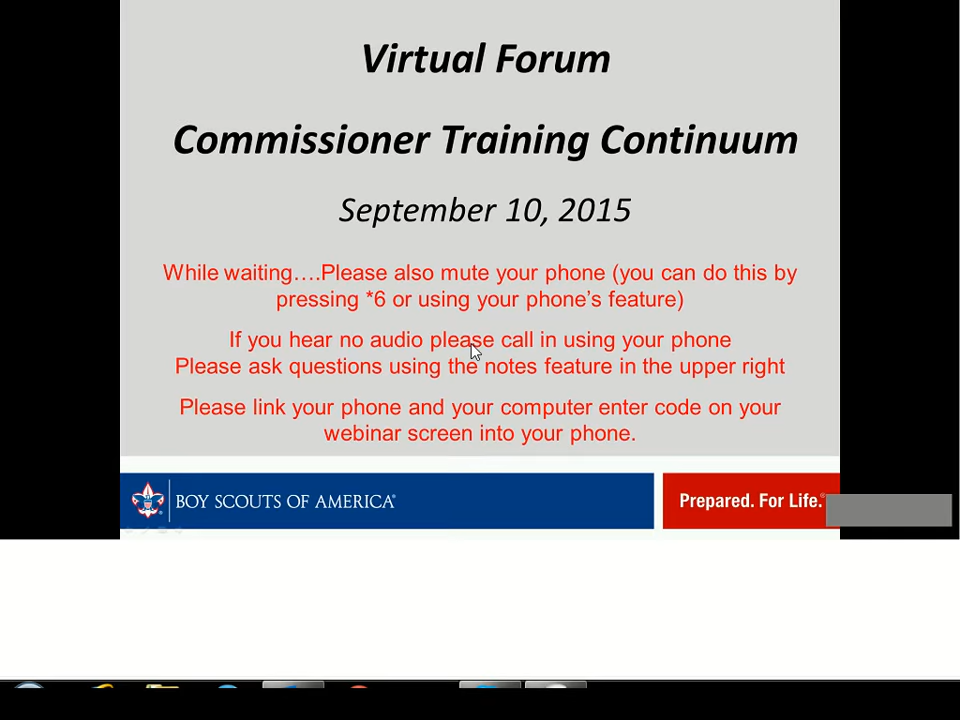 Virtual Forum
Commissioner Training Continuum
September 10, 2015
While waiting….Please also mute your phone (you can do this by
pressing *6 or using your phone’s feature)
If you hear no audio please call in using your phone
Please ask questions using the notes feature in the upper right
Please link your phone and your computer enter code on your
webinar screen into your phone.
BOY SCOUTS OF AMERICA®
Prepared. For Life.®